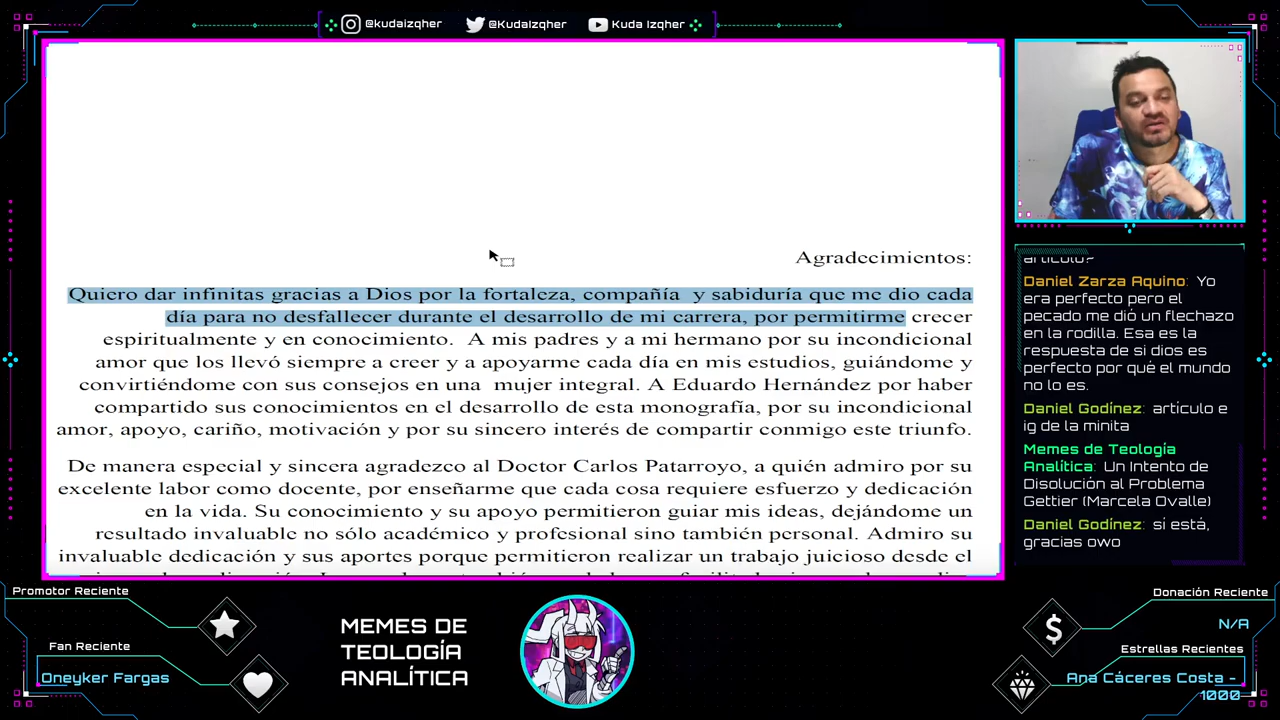 @kudaizqher
@Kudaizqher
Kuda Izqher
Agradecimientos:
Quiero dar infinitas gracias a Dios por la fortaleza, compañía  y sabiduría que me dio cada
día para no desfallecer durante el desarrollo de mi carrera, por permitirme crecer
espiritualmente y en conocimiento.  A mis padres y a mi hermano por su incondicional
amor que los llevó siempre a creer y a apoyarme cada día en mis estudios, guiándome y
convirtiéndome con sus consejos en una  mujer integral. A Eduardo Hernández por haber
compartido sus conocimientos en el desarrollo de esta monografía, por su incondicional
amor, apoyo, cariño, motivación y por su sincero interés de compartir conmigo este triunfo.
De manera especial y sincera agradezco al Doctor Carlos Patarroyo, a quién admiro por su
excelente labor como docente, por enseñarme que cada cosa requiere esfuerzo y dedicación
en la vida. Su conocimiento y su apoyo permitieron guiar mis ideas, dejándome un
resultado invaluable no sólo académico y profesional sino también personal. Admiro su
invaluable dedicación y sus aportes porque permitieron realizar un trabajo juicioso desde el
artículo?
Daniel Zarza Aquino: Yo
era perfecto pero el
pecado me dió un flechazo
en la rodilla. Esa es la
respuesta de si dios es
perfecto por qué el mundo
no lo es.
Daniel Godínez: artículo e
ig de la minita
Memes de Teología
Analítica: Un Intento de
Disolución al Problema
Gettier (Marcela Ovalle)
Daniel Godínez: sí está,
gracias owo
Promotor Reciente
Fan Reciente
Oneyker Fargas
MEMES DE
TEOLOGÍA
ANALÍTICA
Donación Reciente
N/A
Estrellas Recientes
Ana Cáceres Costa -
1000